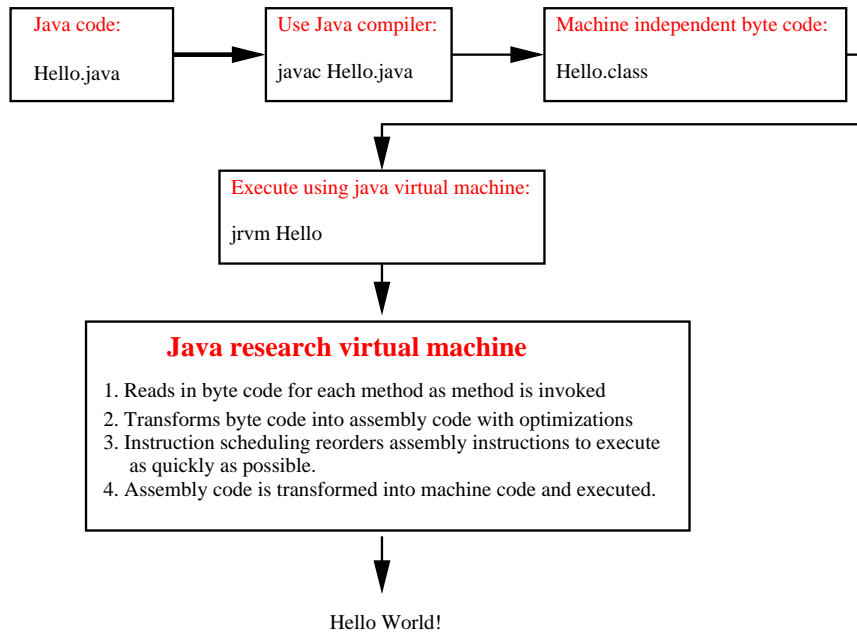 Java code:
Hello.java
Use Java compiler:
javac Hello.java
Machine independent byte code:
Hello.class
Execute using java virtual machine:
jrvm Hello
Java research virtual machine
1. Reads in byte code for each method as method is invoked
2. Transforms byte code into assembly code with optimizations
3. Instruction scheduling reorders assembly instructions to execute
as quickly as possible.
4. Assembly code is transformed into machine code and executed.
Hello World!